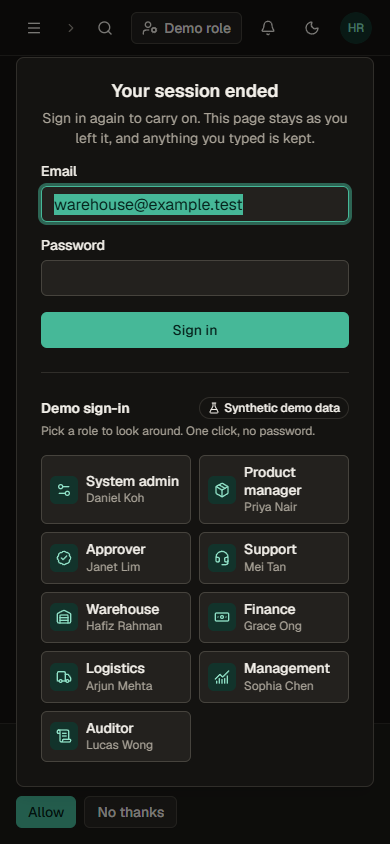 Demo role
HR
Your session ended
Sign in again to carry on. This page stays as you
left it, and anything you typed is kept.
Email
warehouse@example.test
Password
Sign in
Demo sign-in
Synthetic demo data
Pick a role to look around. One click, no password.
System admin
Daniel Koh
Product
manager
Priya Nair
Approver
Janet Lim
Support
Mei Tan
Warehouse
Hafiz Rahman
Finance
Grace Ong
Logistics
Arjun Mehta
Management
Sophia Chen
Auditor
Lucas Wong
Allow
No thanks